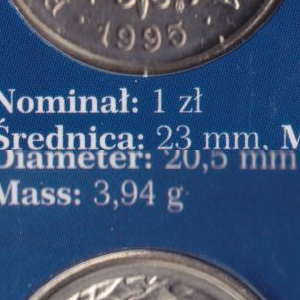 1995
Nominał: 1 zł
Średnica: 23 mm, M
Diameter: 20,5 mm
Mass: 3,94 g